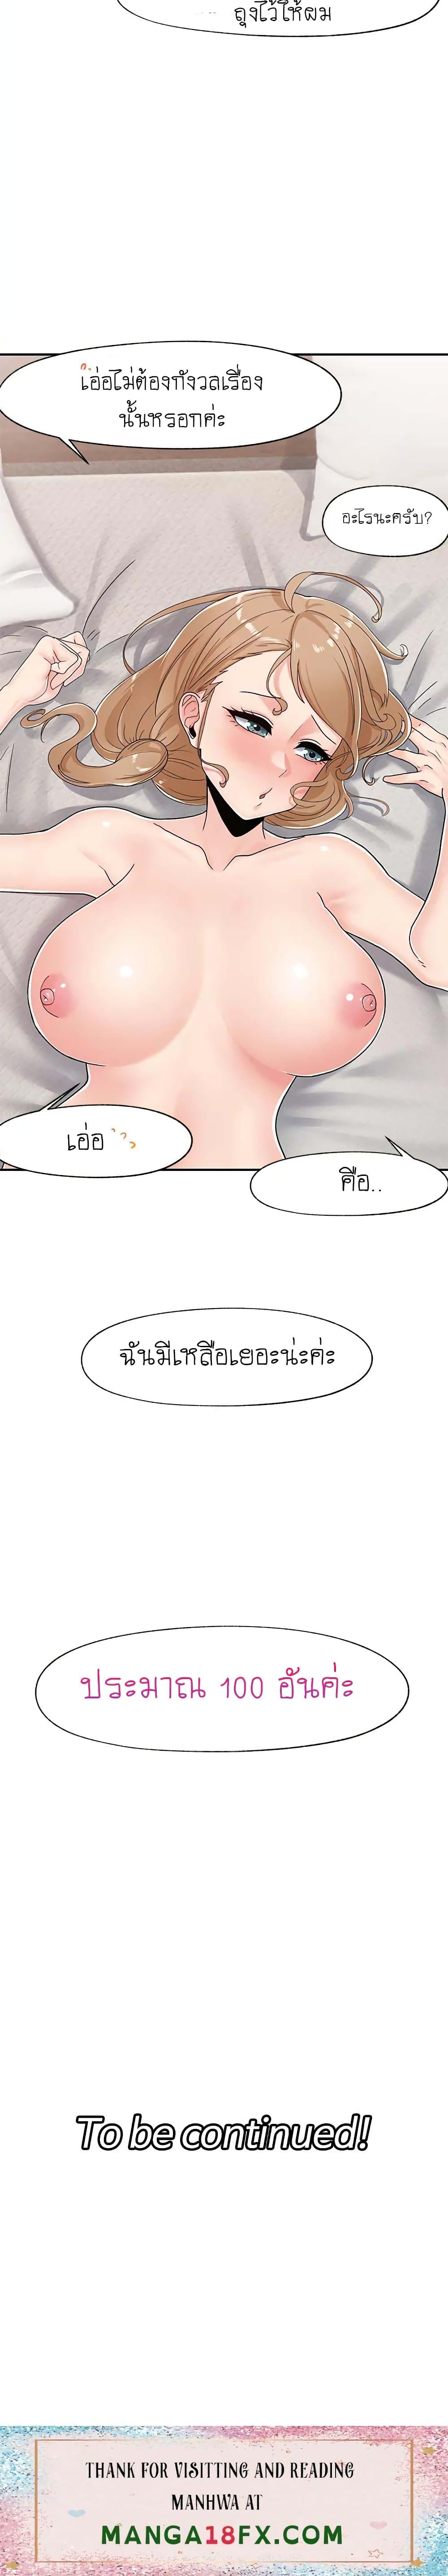 ถุงไว้ให้ผม
เอ่อไม่ต้องกังวลเรื่อง
นั้นหรอกค่ะ
อะไรนะครับ?
เอ่อ
คือ..
ฉันมีเหลือเยอะน่ะค่ะ
ประมาณ 100 อันค่ะ
To be continued!
THANK FOR VISITTING AND READING
MANHWA AT
MANGA18FX.COM